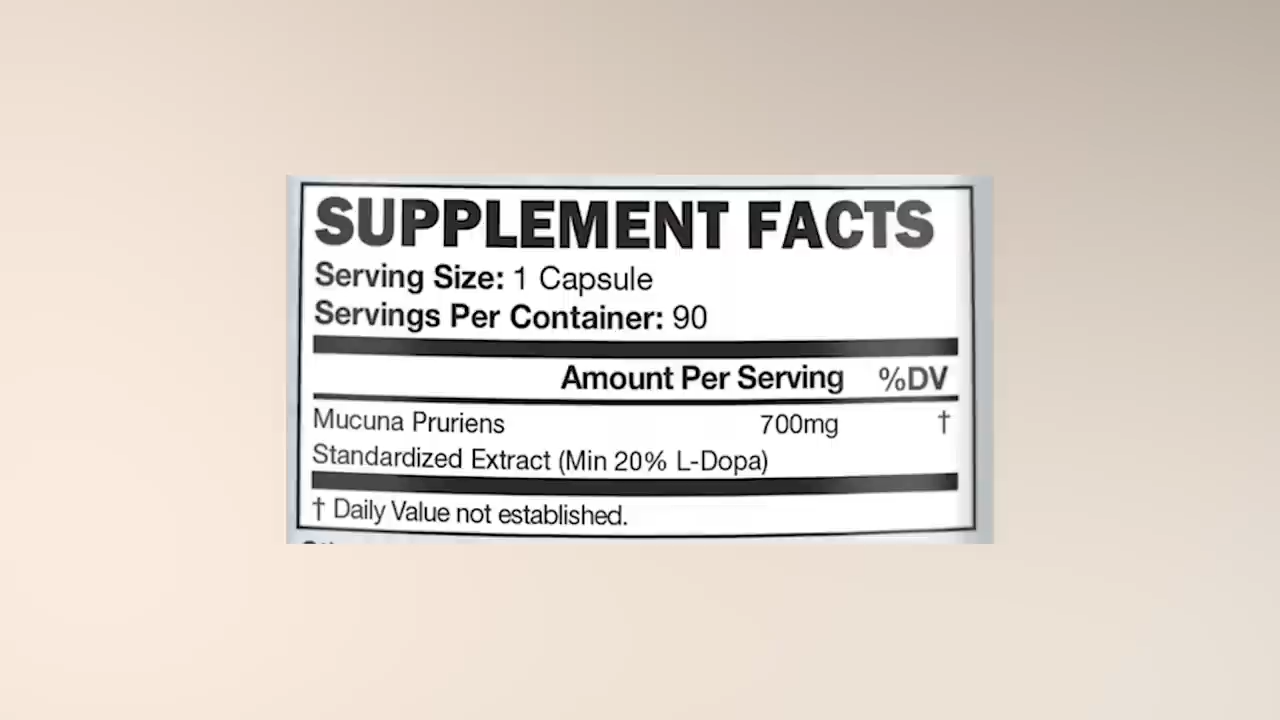 SUPPLEMENT FACTS
Serving Size: 1 Capsule
Servings Per Container: 90
Amount Per Serving %DV
Mucuna Pruriens 700mg †
Standardized Extract (Min 20% L-Dopa)
† Daily Value not established.